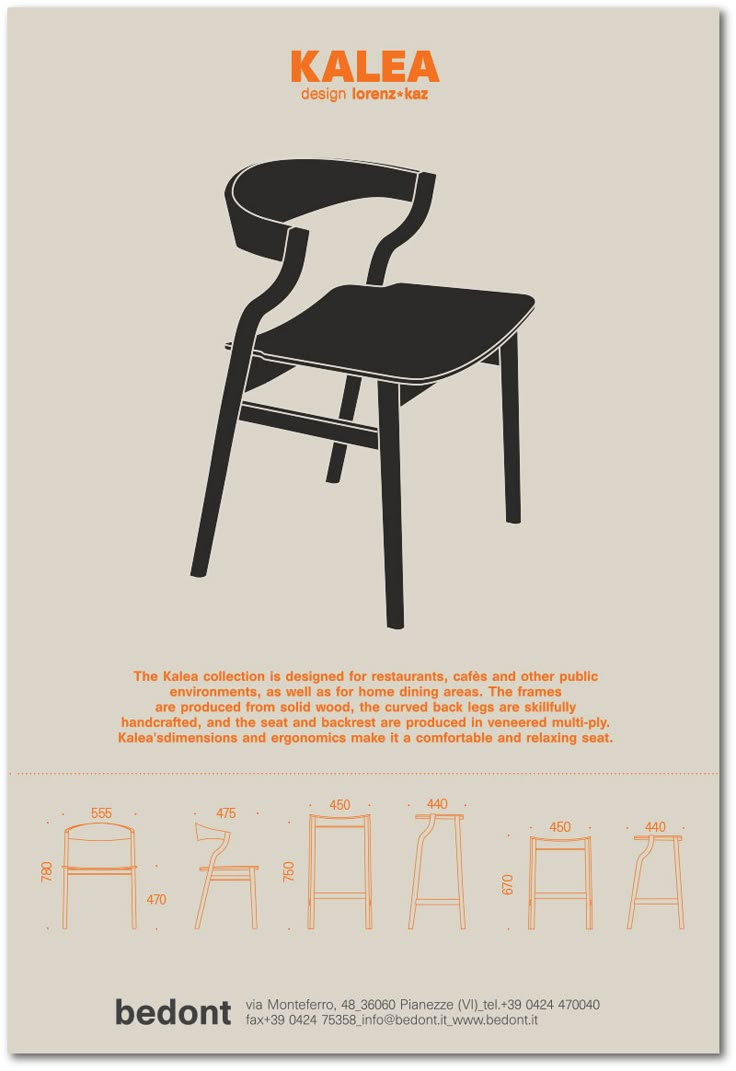 KALEA
design lorenz*kaz
The Kalea collection is designed for restaurants, cafès and other public
environments, as well as for home dining areas. The frames
are produced from solid wood, the curved back legs are skillfully
handcrafted, and the seat and backrest are produced in veneered multi-ply.
Kalea'sdimensions and ergonomics make it a comfortable and relaxing seat.
555
780
470
475
450
750
440
450
670
440
bedont
via Monteferro, 48_36060 Pianezze (VI)_tel.+39 0424 470040
fax+39 0424 75358_info@bedont.it_www.bedont.it